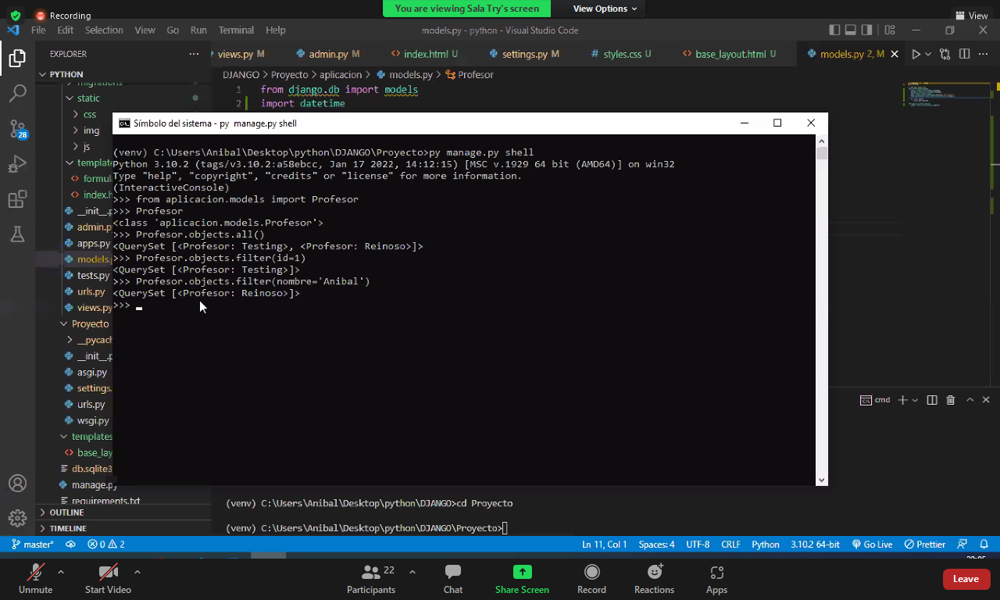 You are viewing Sala Try's screen
View Options
Recording
View
File Edit Selection View Go Run Terminal Help
models.py - python - Visual Studio Code
EXPLORER
views.py M
admin.py M
index.html U
settings.py M
styles.css U
base_layout.html U
models.py 2, M
PYTHON
DJANGO > Proyecto > aplicacion > models.py > Profesor
migrations
static
css
img
js
templat
formul
index.h
__init__.p
admin.p
apps.py
models.
tests.py
urls.py
views.py
Proyecto
__pycac
__init__.p
asgi.py
settings.
urls.py
wsgi.py
templates
base_lay
db.sqlite3
manage.py
requirements.txt
OUTLINE
TIMELINE
1 from django.db import models
2 import datetime
Símbolo del sistema - py manage.py shell
(venv) C:\Users\Anibal\Desktop\python\DJANGO\Proyecto>py manage.py shell
Python 3.10.2 (tags/v3.10.2:a58ebcc, Jan 17 2022, 14:12:15) [MSC v.1929 64 bit (AMD64)] on win32
Type "help", "copyright", "credits" or "license" for more information.
(InteractiveConsole)
>>> from aplicacion.models import Profesor
>>> Profesor
<class 'aplicacion.models.Profesor'>
>>> Profesor.objects.all()
<QuerySet [<Profesor: Testing>, <Profesor: Reinoso>]>
>>> Profesor.objects.filter(id=1)
<QuerySet [<Profesor: Testing>]>
>>> Profesor.objects.filter(nombre='Anibal')
<QuerySet [<Profesor: Reinoso>]>
>>>
cmd
(venv) C:\Users\Anibal\Desktop\python\DJANGO>cd Proyecto
(venv) C:\Users\Anibal\Desktop\python\DJANGO\Proyecto>
28
master* 0 2
Ln 11, Col 1 Spaces: 4 UTF-8 CRLF Python 3.10.2 64-bit Go Live Prettier
Unmute
Start Video
22
Participants
Chat
Share Screen
Record
Reactions
Apps
Leave